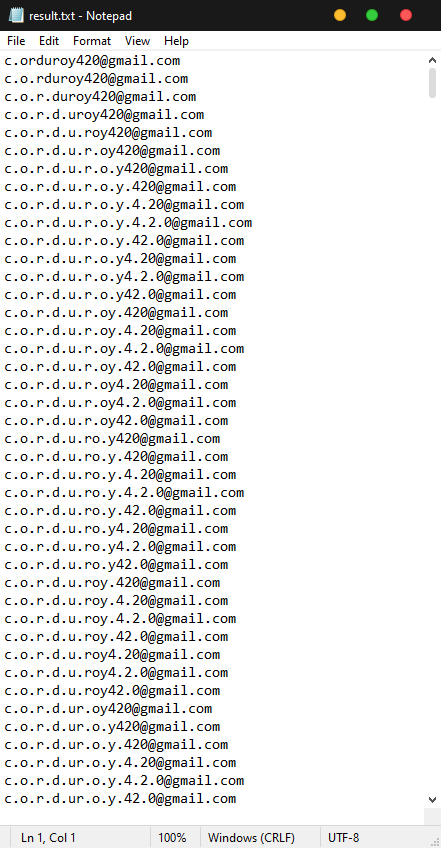 result.txt - Notepad
File Edit Format View Help
c.orduroy420@gmail.com
c.o.rduroy420@gmail.com
c.o.r.duroy420@gmail.com
c.o.r.d.uroy420@gmail.com
c.o.r.d.u.roy420@gmail.com
c.o.r.d.u.r.oy420@gmail.com
c.o.r.d.u.r.o.y420@gmail.com
c.o.r.d.u.r.o.y.420@gmail.com
c.o.r.d.u.r.o.y.4.20@gmail.com
c.o.r.d.u.r.o.y.4.2.0@gmail.com
c.o.r.d.u.r.o.y.42.0@gmail.com
c.o.r.d.u.r.o.y4.20@gmail.com
c.o.r.d.u.r.o.y4.2.0@gmail.com
c.o.r.d.u.r.o.y42.0@gmail.com
c.o.r.d.u.r.oy.420@gmail.com
c.o.r.d.u.r.oy.4.20@gmail.com
c.o.r.d.u.r.oy.4.2.0@gmail.com
c.o.r.d.u.r.oy.42.0@gmail.com
c.o.r.d.u.r.oy4.20@gmail.com
c.o.r.d.u.r.oy4.2.0@gmail.com
c.o.r.d.u.r.oy42.0@gmail.com
c.o.r.d.u.ro.y420@gmail.com
c.o.r.d.u.ro.y.420@gmail.com
c.o.r.d.u.ro.y.4.20@gmail.com
c.o.r.d.u.ro.y.4.2.0@gmail.com
c.o.r.d.u.ro.y.42.0@gmail.com
c.o.r.d.u.ro.y4.20@gmail.com
c.o.r.d.u.ro.y4.2.0@gmail.com
c.o.r.d.u.ro.y42.0@gmail.com
c.o.r.d.u.roy.420@gmail.com
c.o.r.d.u.roy.4.20@gmail.com
c.o.r.d.u.roy.4.2.0@gmail.com
c.o.r.d.u.roy.42.0@gmail.com
c.o.r.d.u.roy4.20@gmail.com
c.o.r.d.u.roy4.2.0@gmail.com
c.o.r.d.u.roy42.0@gmail.com
c.o.r.d.ur.oy420@gmail.com
c.o.r.d.ur.o.y420@gmail.com
c.o.r.d.ur.o.y.420@gmail.com
c.o.r.d.ur.o.y.4.20@gmail.com
c.o.r.d.ur.o.y.4.2.0@gmail.com
c.o.r.d.ur.o.y.42.0@gmail.com
Ln 1, Col 1 100% Windows (CRLF) UTF-8